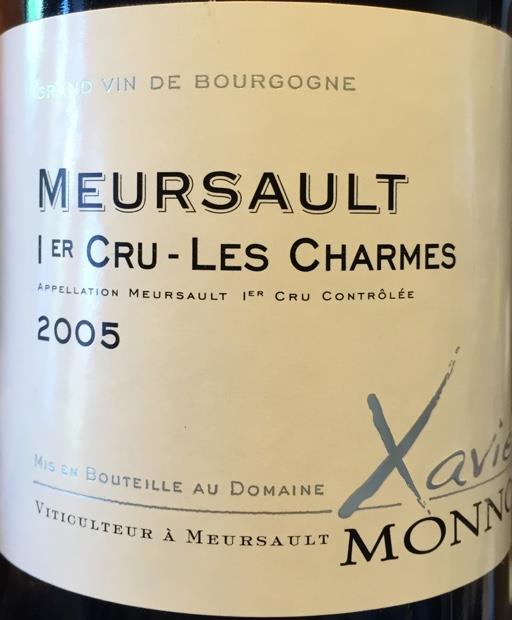 GRAND VIN DE BOURGOGNE
MEURSAULT
1ER CRU - LES CHARMES
APPELLATION MEURSAULT 1ER CRU CONTRÔLÉE
2005
MIS EN BOUTEILLE AU DOMAINE
VITICULTEUR À MEURSAULT
Xavie
MONNO